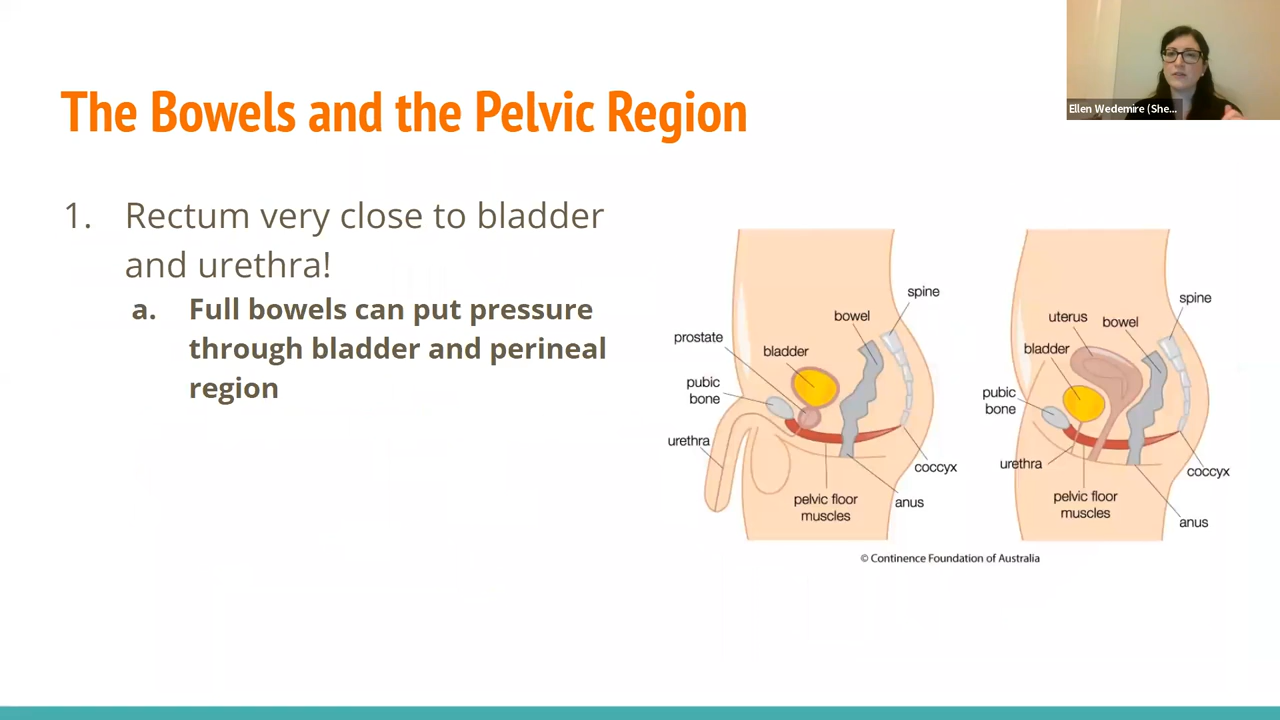 Ellen Wedemire (She...
The Bowels and the Pelvic Region
1. Rectum very close to bladder
and urethra!
a. Full bowels can put pressure
through bladder and perineal
region
prostate
bladder
bowel
spine
pubic
bone
urethra
pelvic floor
muscles
anus
coccyx
uterus
bladder
bowel
spine
pubic
bone
urethra
pelvic floor
muscles
anus
coccyx
© Continence Foundation of Australia